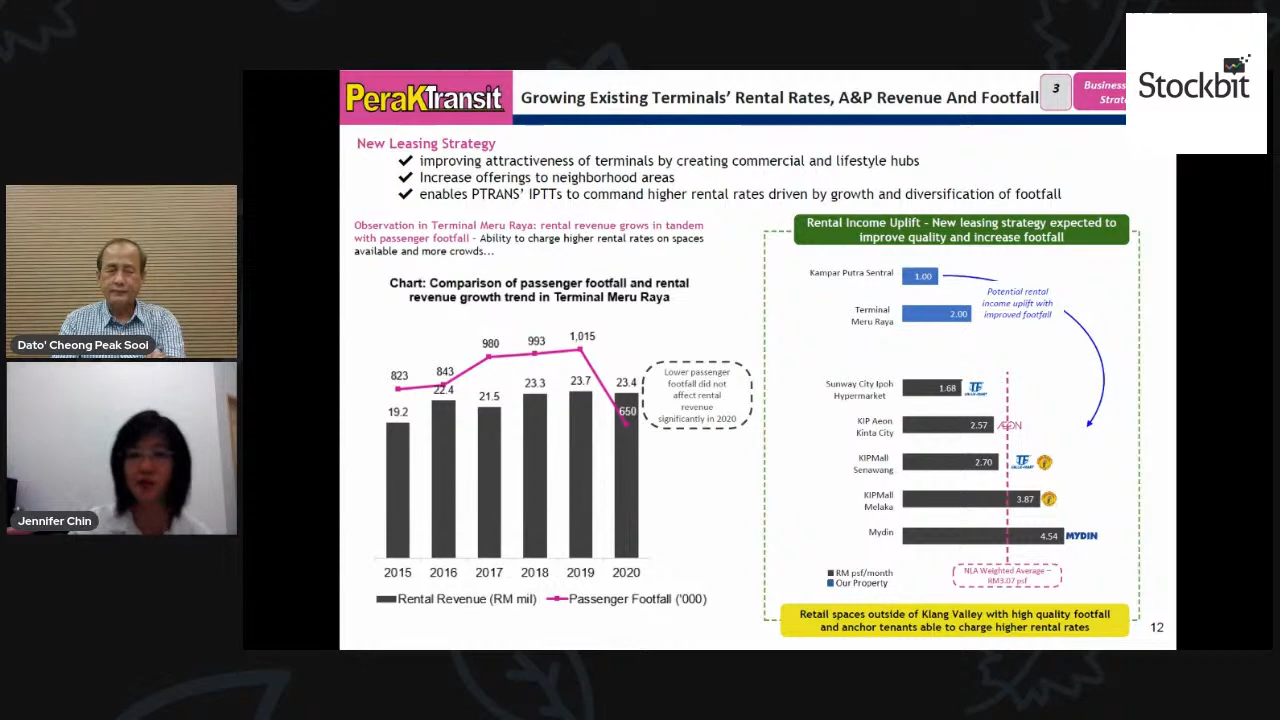 Stockbit
PeraKTransit
Growing Existing Terminals' Rental Rates, A&P Revenue And Footfall
3
Business
Strat
New Leasing Strategy
improving attractiveness of terminals by creating commercial and lifestyle hubs
Increase offerings to neighborhood areas
enables PTRANS' IPTTs to command higher rental rates driven by growth and diversification of footfall
Observation in Terminal Meru Raya: rental revenue grows in tandem
with passenger footfall - Ability to charge higher rental rates on spaces
available and more crowds...
Chart: Comparison of passenger footfall and rental
revenue growth trend in Terminal Meru Raya
823
843
980
993
1,015
650
19.2
22.4
21.5
23.3
23.7
23.4
Lower passenger
footfall did not
affect rental
revenue
significantly in 2020
2015
2016
2017
2018
2019
2020
Rental Revenue (RM mil)
Passenger Footfall ('000)
Rental Income Uplift - New leasing strategy expected to
improve quality and increase footfall
Kampar Putra Sentral
1.00
Terminal
Meru Raya
2.00
Potential rental
income uplift with
improved footfall
Sunway City Ipoh
Hypermarket
1.68
TF
KIP Aeon
Kinta City
2.57
AEON
KIPMall
Senawang
2.70
TF
KIPMall
Melaka
3.87
Mydin
4.54
MYDIN
RM psf/month
Our Property
NLA Weighted Average –
RM3.07 psf
Retail spaces outside of Klang Valley with high quality footfall
and anchor tenants able to charge higher rental rates
12
Dato' Cheong Peak Sooi
Jennifer Chin